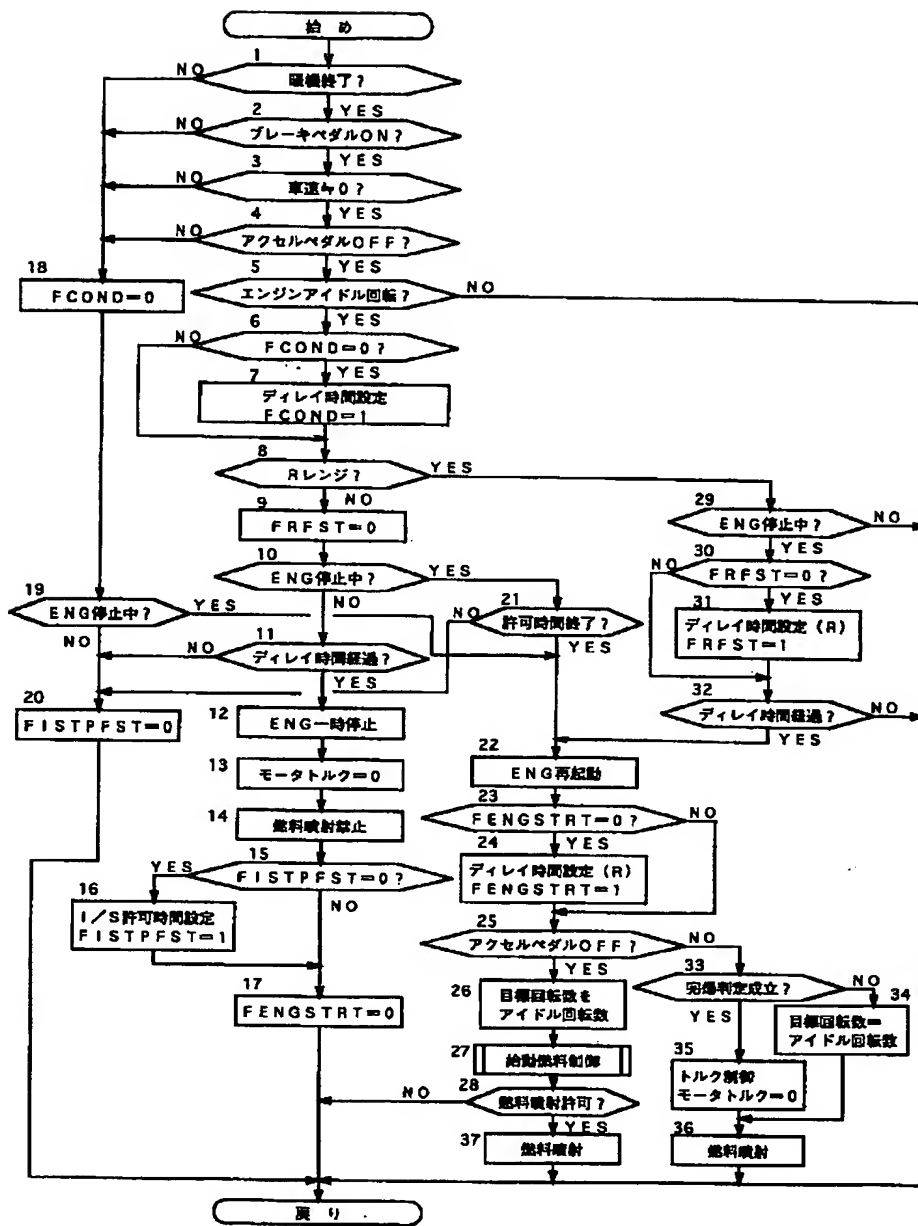 始め
1
NO
暖機終了?
YES
2
NO
ブレーキペダルON?
YES
3
NO
車速≒0?
YES
4
NO
アクセルペダルOFF?
YES
18
FCOND=0
5
エンジンアイドル回転?
NO
YES
6
NO
FCOND=0?
YES
7
ディレイ時間設定
FCOND=1
8
Rレンジ?
YES
NO
9
FRFST=0
29
ENG停止中?
NO
YES
10
ENG停止中?
YES
NO
30
NO
FRFST=0?
YES
19
ENG停止中?
YES
NO
21
NO
許可時間終了?
YES
31
ディレイ時間設定(R)
FRFST=1
11
NO
ディレイ時間経過?
YES
32
ディレイ時間経過?
NO
YES
20
FISTPFST=0
12
ENG一時停止
13
モータトルク=0
22
ENG再起動
14
燃料噴射禁止
23
FENGSTRT=0?
NO
YES
15
YES
FISTPFST=0?
NO
24
ディレイ時間設定(R)
FENGSTRT=1
16
I/S許可時間設定
FISTPFST=1
25
アクセルペダルOFF?
NO
YES
33
完爆判定成立?
NO
YES
34
目標回転数=
アイドル回転数
17
FENGSTRT=0
26
目標回転数を
アイドル回転数
27
始動燃料制御
35
トルク制御
モータトルク=0
28
NO
燃料噴射許可?
YES
37
燃料噴射
36
燃料噴射
戻り